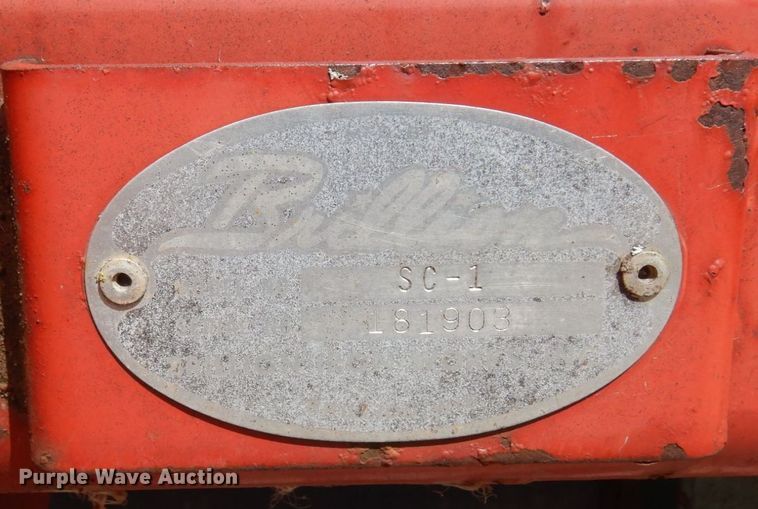 Brillion
SC-1
181903
Purple Wave Auction